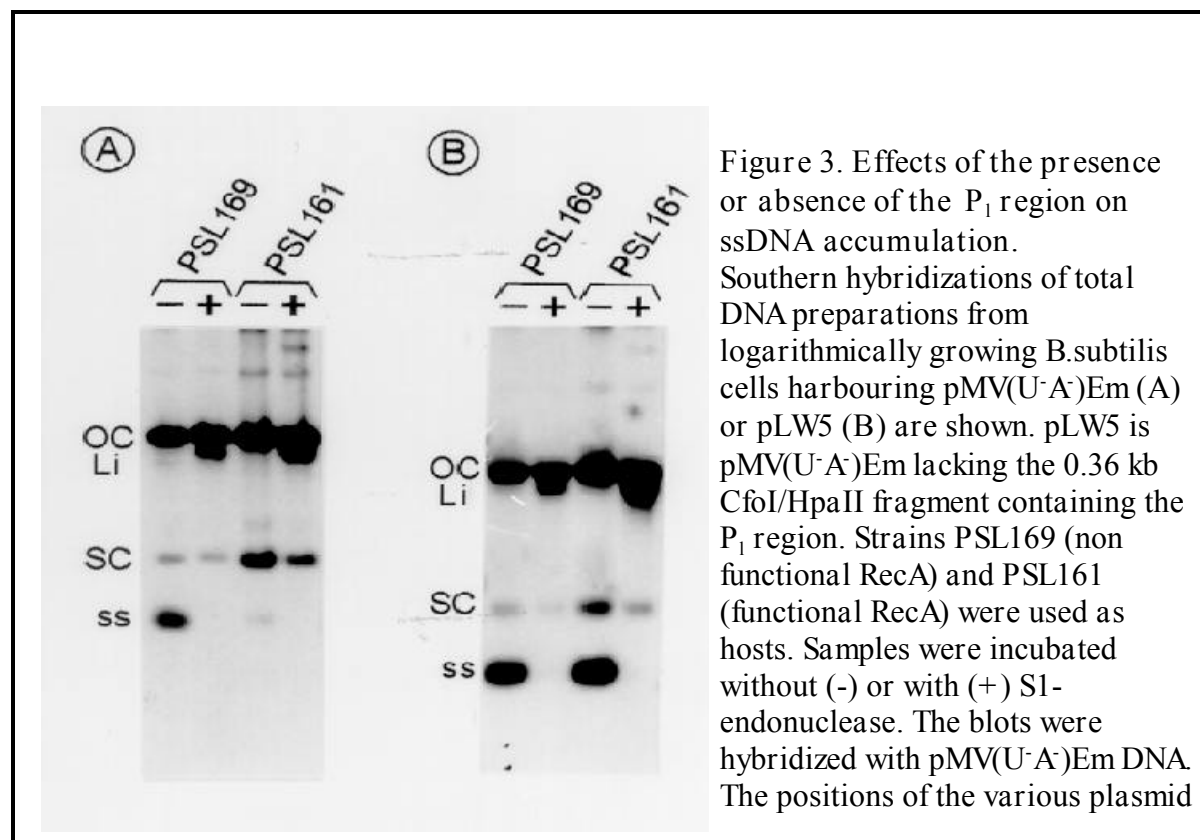 A
B
PSL169
PSL161
PSL169
PSL161
− + − +
− + − +
OC
Li
SC
ss
OC
Li
SC
ss
Figure 3. Effects of the presence
or absence of the P₁ region on
ssDNA accumulation.
Southern hybridizations of total
DNA preparations from
logarithmically growing B.subtilis
cells harbouring pMV(U⁻A⁻)Em (A)
or pLW5 (B) are shown. pLW5 is
pMV(U⁻A⁻)Em lacking the 0.36 kb
CfoI/HpaII fragment containing the
P₁ region. Strains PSL169 (non
functional RecA) and PSL161
(functional RecA) were used as
hosts. Samples were incubated
without (-) or with (+) S1-
endonuclease. The blots were
hybridized with pMV(U⁻A⁻)Em DNA.
The positions of the various plasmid